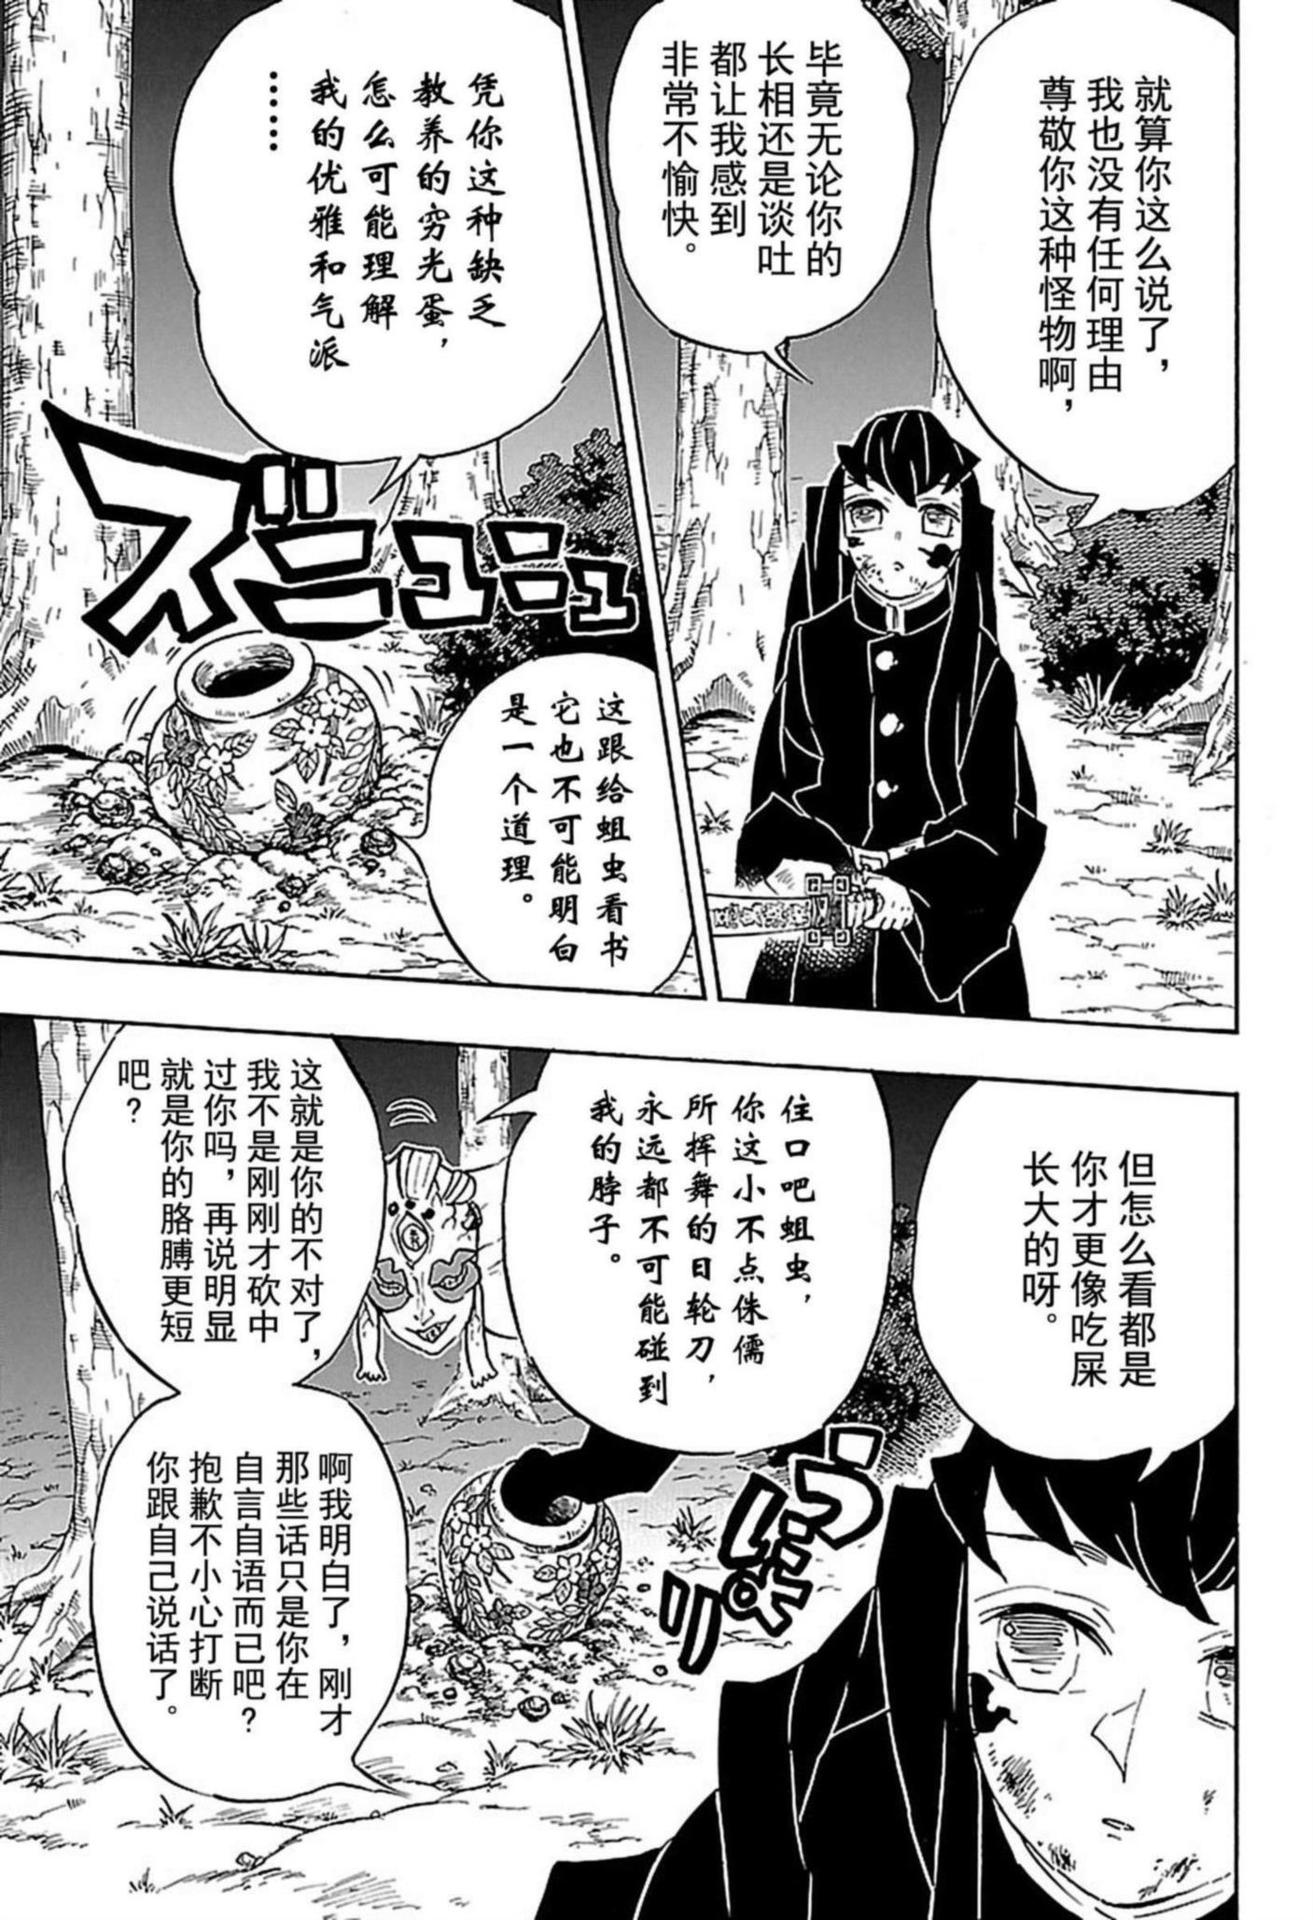 就算你这么说了，
我也没有任何理由
尊敬你这种怪物啊，
毕竟无论你的
长相还是谈吐
都让我感到
非常不愉快。
凭你这种缺乏
教养的穷光蛋，
怎么可能理解
我的优雅和气派
……
ズニュニュ
这跟给蛆虫看书
它也不可能明白
是一个道理。
但怎么看都是
你才更像吃屎
长大的呀。
住口吧蛆虫，
你这小不点侏儒
所挥舞的日轮刀，
永远都不可能碰到
我的脖子。
うにょ
这就是你的不对了，
我不是刚刚才砍中
过你吗，再说明显
就是你的胳膊更短
吧？
啊我明白了，刚才
那些话只是你在
自言自语而已吧？
抱歉不小心打断
你跟自己说话了。